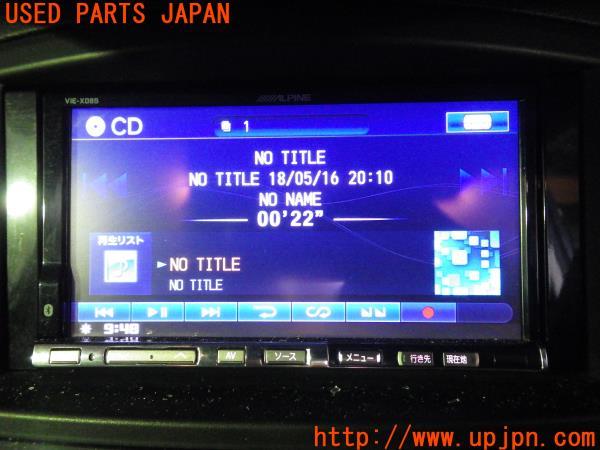 USED PARTS JAPAN
VIE-X08S
ALPINE
CD
1
NO TITLE
NO TITLE 18/05/16 20:10
NO NAME
00'22"
再生リスト
NO TITLE
NO TITLE
9:48
AV
ソース
メニュー
行き先
現在地
http://www.upjpn.com